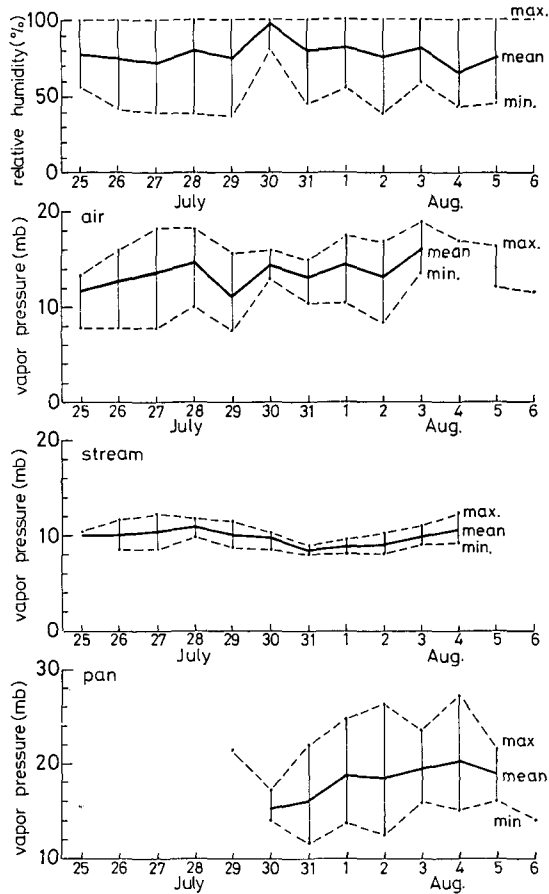 relative humidity (%)
100
50
0
max.
mean
min.
25 26 27 28 29 30 31 1 2 3 4 5 6
July Aug.
vapor pressure (mb)
air
20
10
0
max.
mean
min.
25 26 27 28 29 30 31 1 2 3 4 5 6
July Aug.
vapor pressure (mb)
stream
20
10
0
max.
mean
min.
25 26 27 28 29 30 31 1 2 3 4 5 6
July Aug.
vapor pressure (mb)
pan
30
20
10
max
mean
min
25 26 27 28 29 30 31 1 2 3 4 5 6
July Aug.